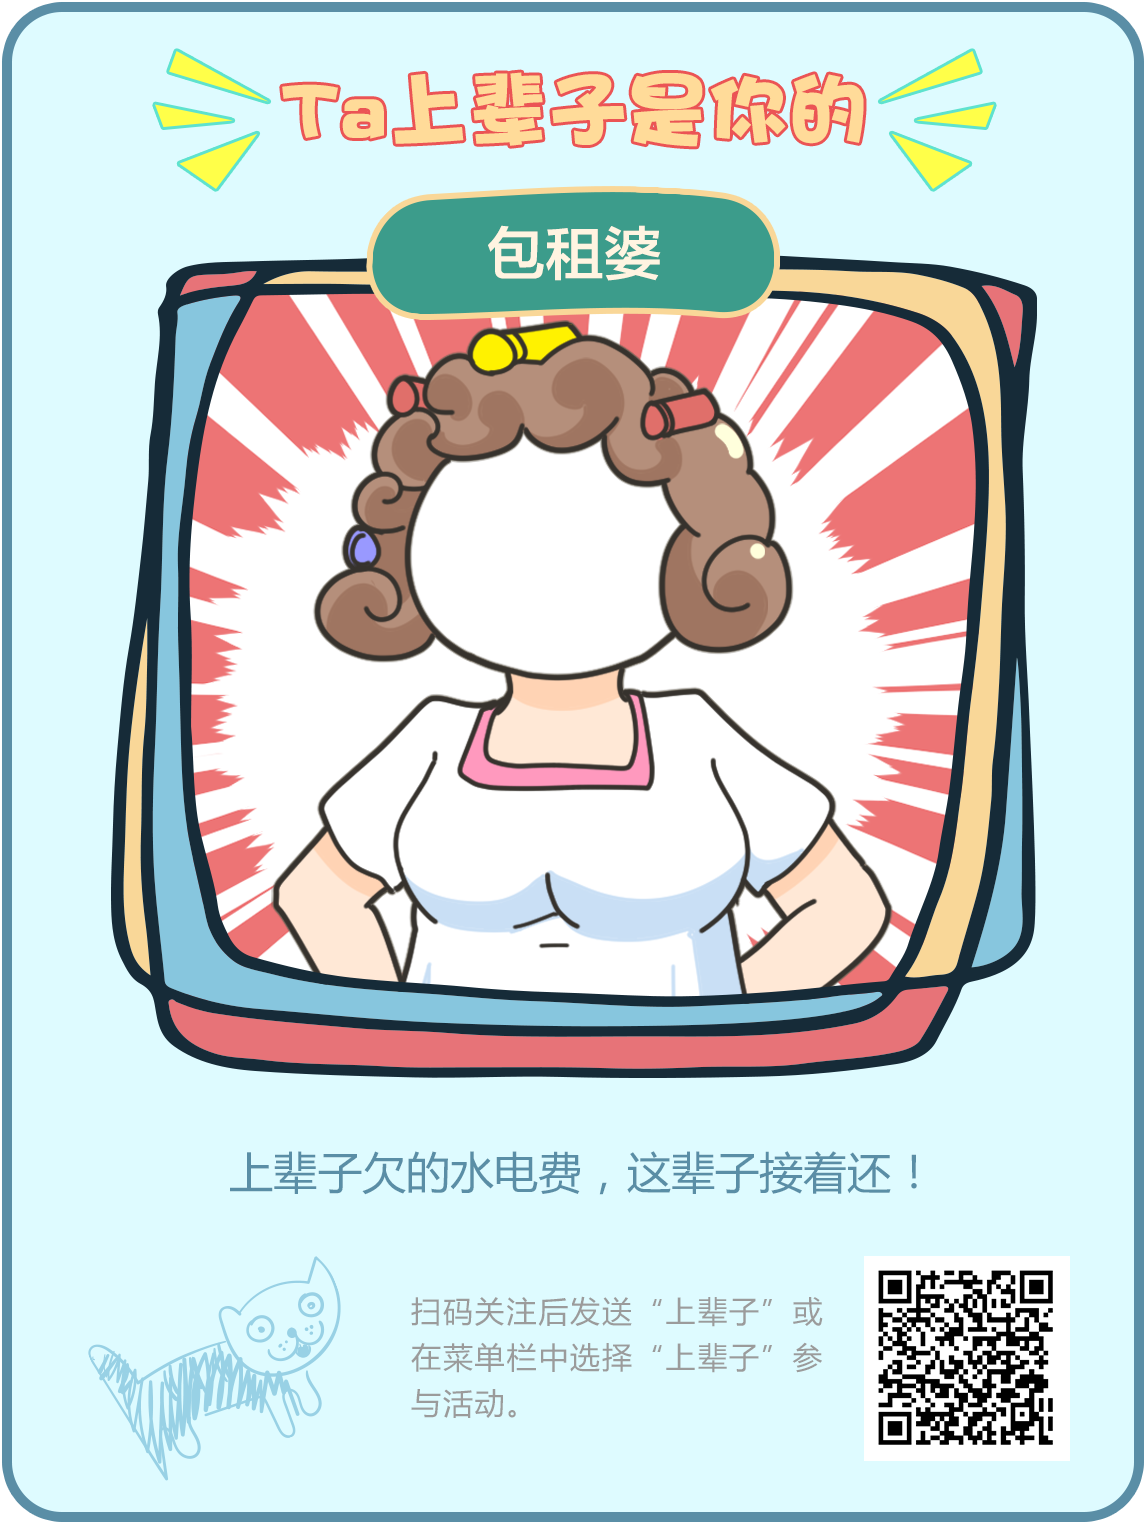 Ta上辈子是你的
包租婆
上辈子欠的水电费，这辈子接着还！
扫码关注后发送“上辈子”或
在菜单栏中选择“上辈子”参
与活动。